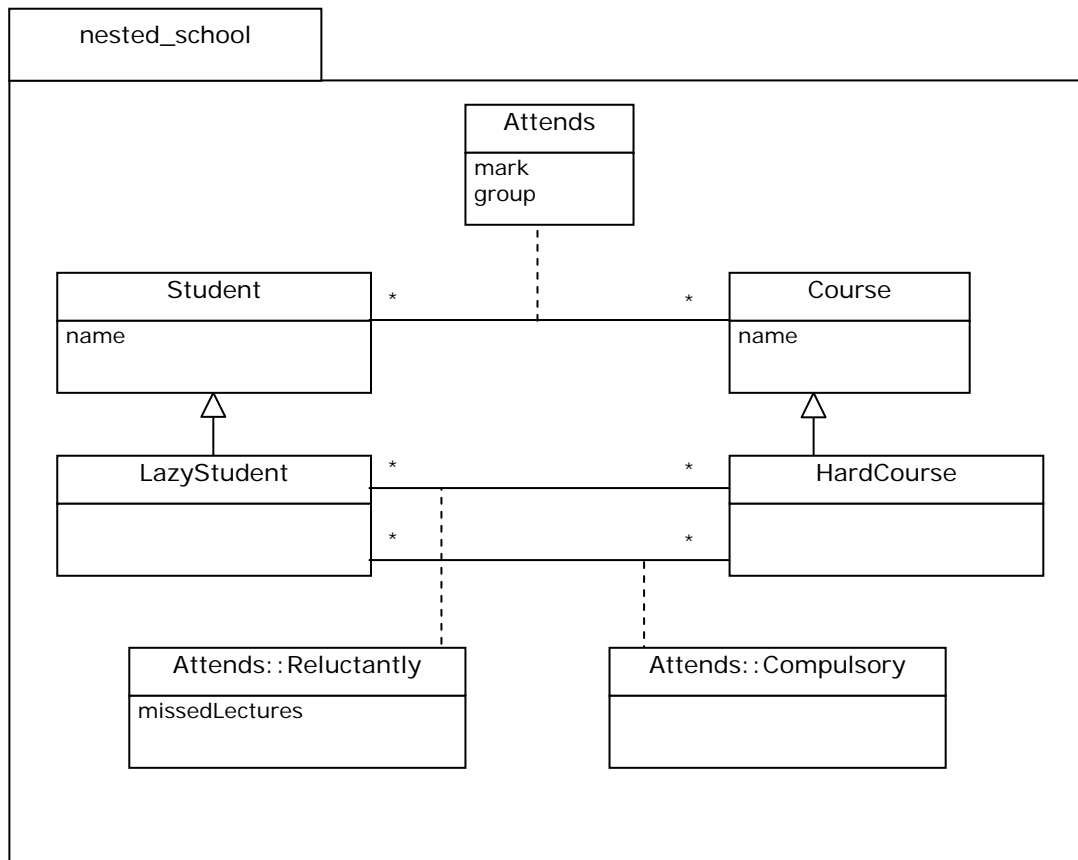 nested_school
Attends
mark
group
Student
* *
Course
name
name
LazyStudent
* *
HardCourse
* *
Attends::Reluctantly
Attends::Compulsory
missedLectures